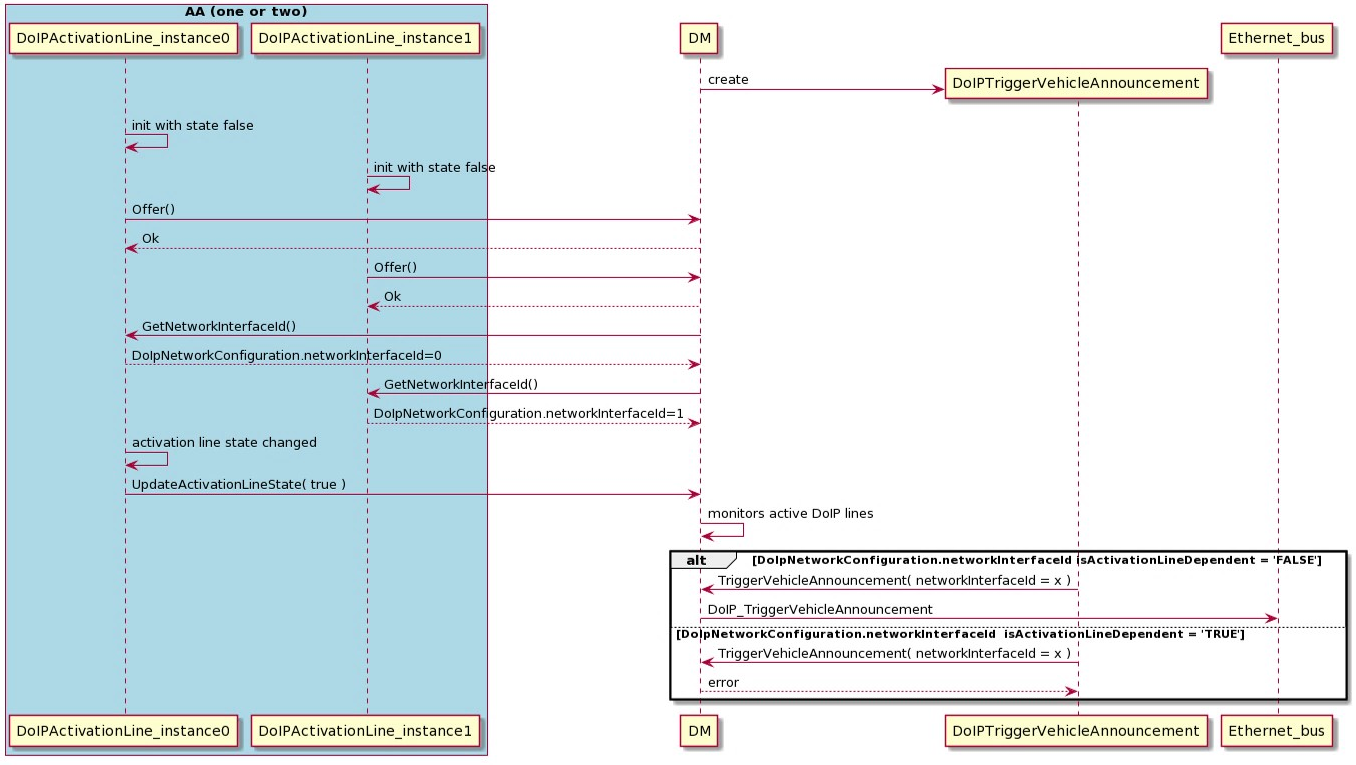 AA (one or two)
DoIPActivationLine_instance0
DoIPActivationLine_instance1
DM
Ethernet_bus
create
DoIPTriggerVehicleAnnouncement
init with state false
init with state false
Offer()
Ok
Offer()
Ok
GetNetworkInterfaceId()
DoIpNetworkConfiguration.networkInterfaceId=0
GetNetworkInterfaceId()
DoIpNetworkConfiguration.networkInterfaceId=1
activation line state changed
UpdateActivationLineState( true )
monitors active DoIP lines
alt [DoIpNetworkConfiguration.networkInterfaceId isActivationLineDependent = 'FALSE']
TriggerVehicleAnnouncement( networkInterfaceId = x )
DoIP_TriggerVehicleAnnouncement
[DoIpNetworkConfiguration.networkInterfaceId  isActivationLineDependent = 'TRUE']
TriggerVehicleAnnouncement( networkInterfaceId = x )
error
DoIPActivationLine_instance0
DoIPActivationLine_instance1
DM
DoIPTriggerVehicleAnnouncement
Ethernet_bus